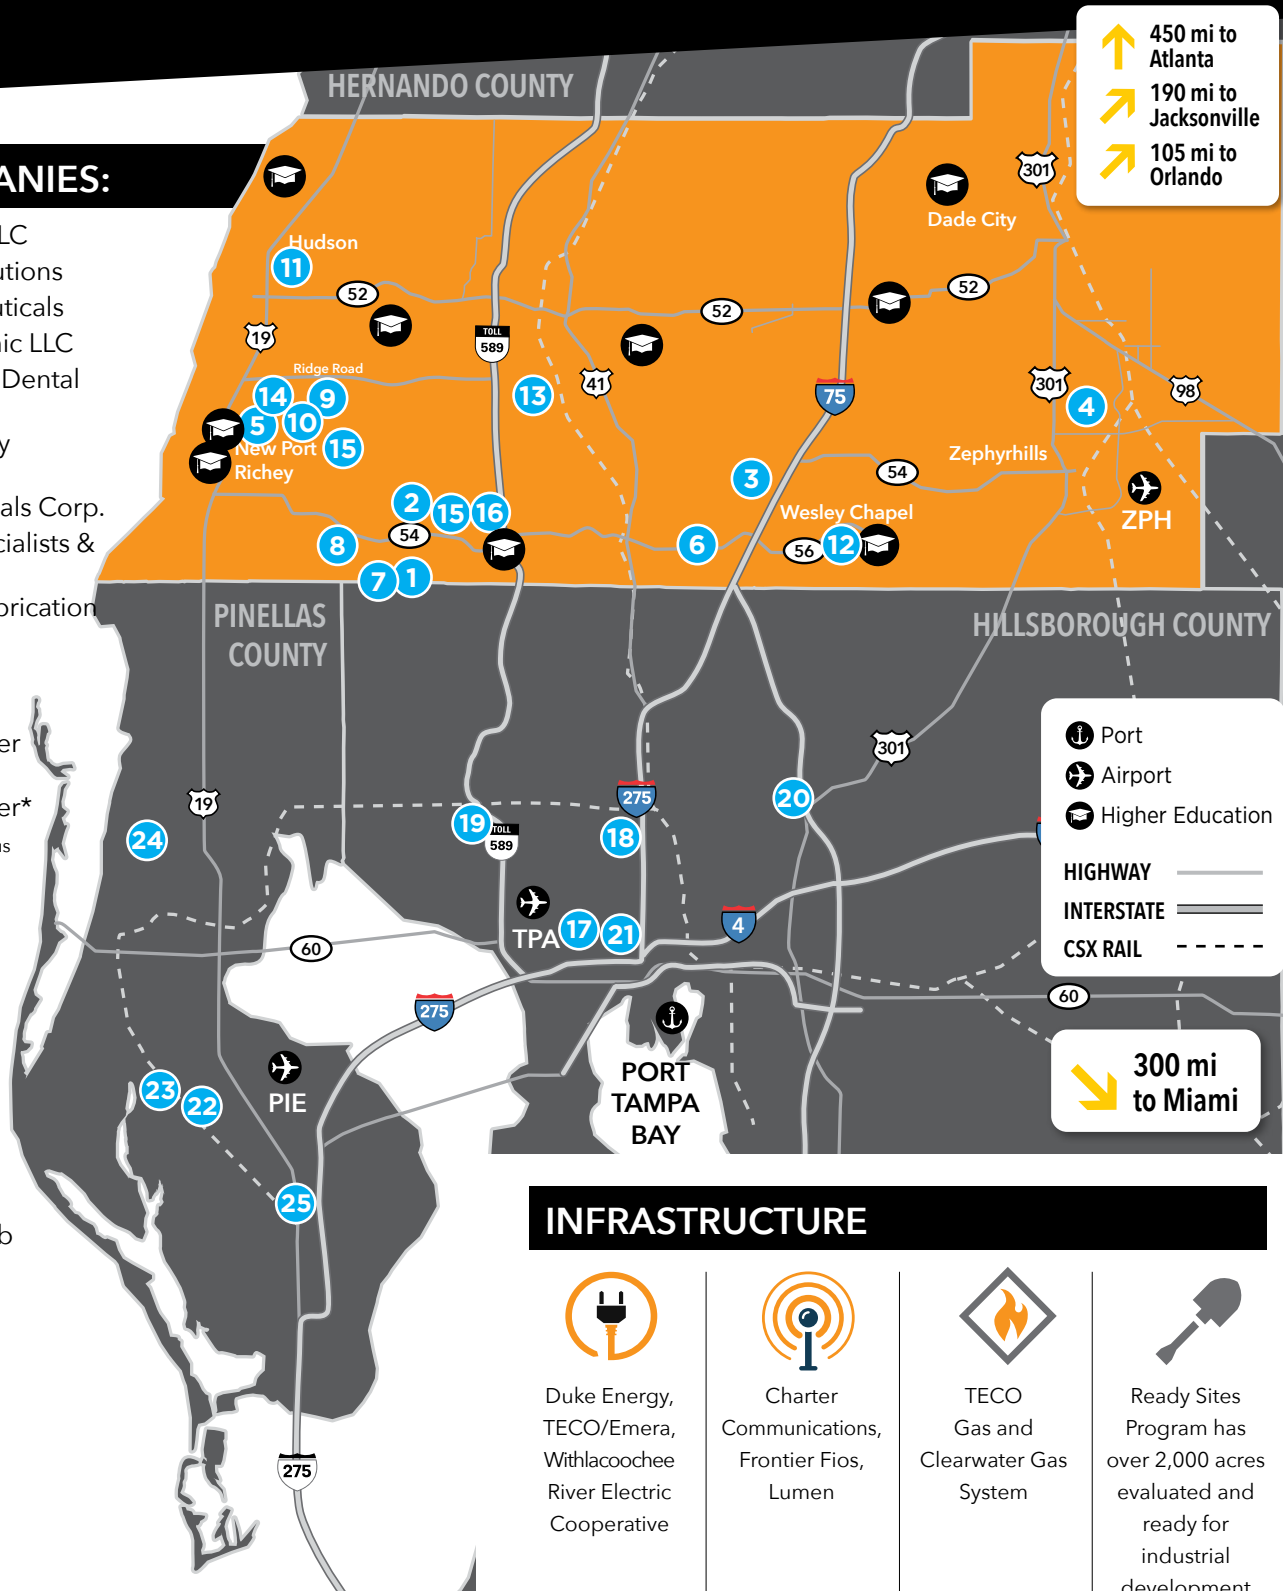 450 mi to
Atlanta
190 mi to
Jacksonville
105 mi to
Orlando
HERNANDO COUNTY
ANIES:
LC
utions
uticals
nic LLC
Dental
y
als Corp.
cialists &
brication
er
er*
ns
b
301
Dade City
Hudson
11
52
52
52
19
TOLL
589
Ridge Road
41
75
301
98
14
9
13
4
5
10
New Port
Richey
15
Zephyrhills
3
54
2
15
16
Wesley Chapel
ZPH
54
8
6
56
12
7
1
PINELLAS
COUNTY
HILLSBOROUGH COUNTY
Port
Airport
Higher Education
HIGHWAY
INTERSTATE
CSX RAIL
301
19
275
20
24
19
TOLL
589
18
TPA
17
21
4
60
60
275
PORT
TAMPA
BAY
300 mi
to Miami
23
22
PIE
25
275
INFRASTRUCTURE
Duke Energy,
TECO/Emera,
Withlacoochee
River Electric
Cooperative
Charter
Communications,
Frontier Fios,
Lumen
TECO
Gas and
Clearwater Gas
System
Ready Sites
Program has
over 2,000 acres
evaluated and
ready for
industrial
development